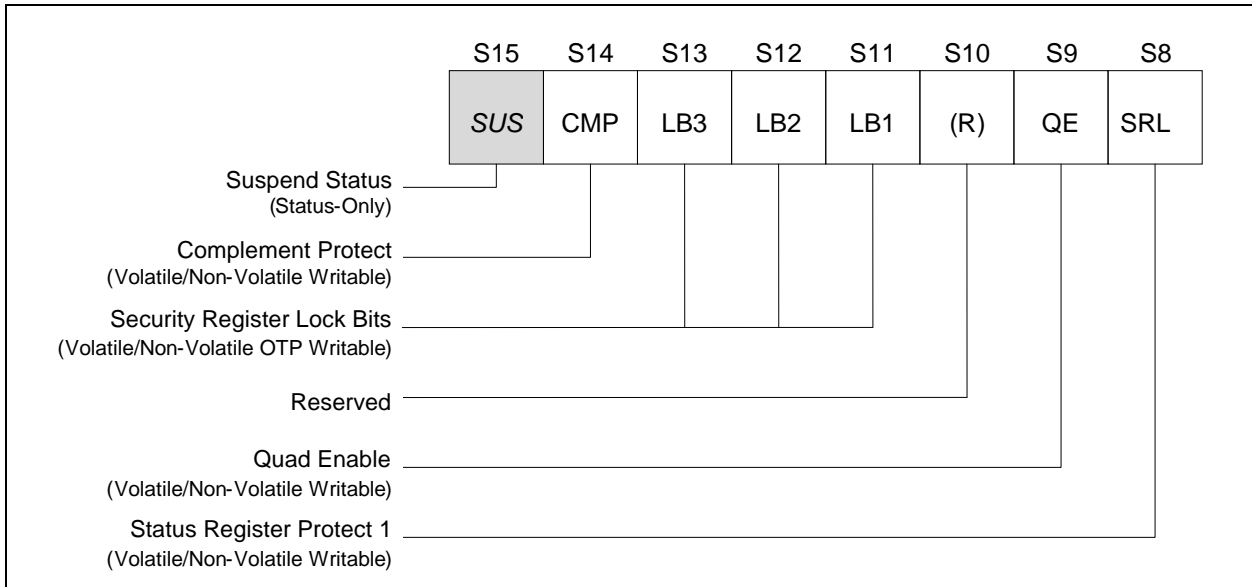 S15 S14 S13 S12 S11 S10 S9 S8
SUS CMP LB3 LB2 LB1 (R) QE SRL
Suspend Status
(Status-Only)
Complement Protect
(Volatile/Non-Volatile Writable)
Security Register Lock Bits
(Volatile/Non-Volatile OTP Writable)
Reserved
Quad Enable
(Volatile/Non-Volatile Writable)
Status Register Protect 1
(Volatile/Non-Volatile Writable)